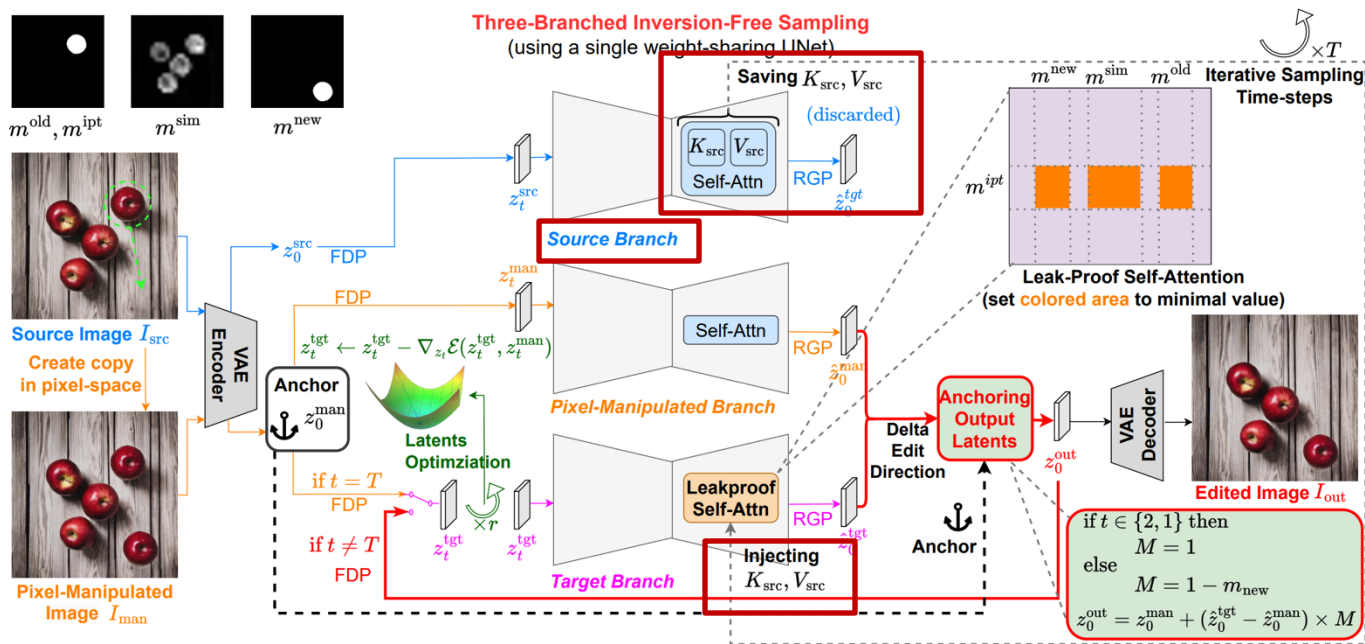 Three-Branched Inversion-Free Sampling
(using a single weight-sharing UNet)
×T
Iterative Sampling
Time-steps
m^old, m^ipt
m^sim
m^new
Saving K_src, V_src
(discarded)
K_src V_src
Self-Attn
RGP
ẑ_0^tgt
z_t^src
Source Branch
z_0^src
FDP
m^new m^sim m^old
m^ipt
Leak-Proof Self-Attention
(set colored area to minimal value)
Source Image I_src
Create copy
in pixel-space
VAE
Encoder
Anchor
z_0^man
FDP
z_t^man
z_t^tgt ← z_t^tgt − ∇_{z_t} ℰ(z_t^tgt, z_t^man)
Latents
Optimziation
Self-Attn
RGP
ẑ_0^man
Pixel-Manipulated Branch
Pixel-Manipulated
Image I_man
if t = T
FDP
if t ≠ T
FDP
z_t^tgt
×r
z_t^tgt
Leakproof
Self-Attn
RGP
ẑ_0^tgt
Target Branch
Injecting
K_src, V_src
Delta
Edit
Direction
Anchoring
Output
Latents
Anchor
z_0^out
VAE
Decoder
Edited Image I_out
if t ∈ {2, 1} then
M = 1
else
M = 1 − m_new
z_0^out = z_0^man + (ẑ_0^tgt − ẑ_0^man) × M